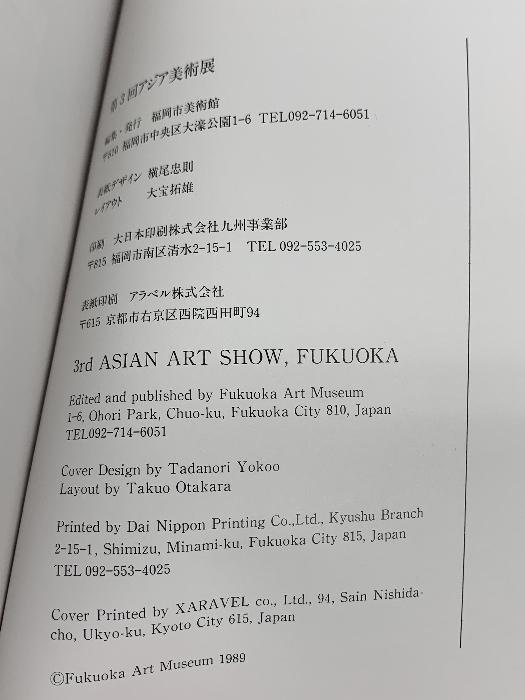 第3回アジア美術展
編集・発行 福岡市美術館
〒810 福岡市中央区大濠公園1-6 TEL092-714-6051
表紙デザイン 横尾忠則
レイアウト 大宝拓雄
印刷 大日本印刷株式会社九州事業部
〒815 福岡市南区清水2-15-1 TEL 092-553-4025
表紙印刷 アラベル株式会社
〒615 京都市右京区西院西田町94
3rd ASIAN ART SHOW, FUKUOKA
Edited and published by Fukuoka Art Museum
1-6, Ohori Park, Chuo-ku, Fukuoka City 810, Japan
TEL092-714-6051
Cover Design by Tadanori Yokoo
Layout by Takuo Otakara
Printed by Dai Nippon Printing Co.,Ltd., Kyushu Branch
2-15-1, Shimizu, Minami-ku, Fukuoka City 815, Japan
TEL 092-553-4025
Cover Printed by XARAVEL co., Ltd., 94, Sain Nishida-
cho, Ukyo-ku, Kyoto City 615, Japan
©Fukuoka Art Museum 1989